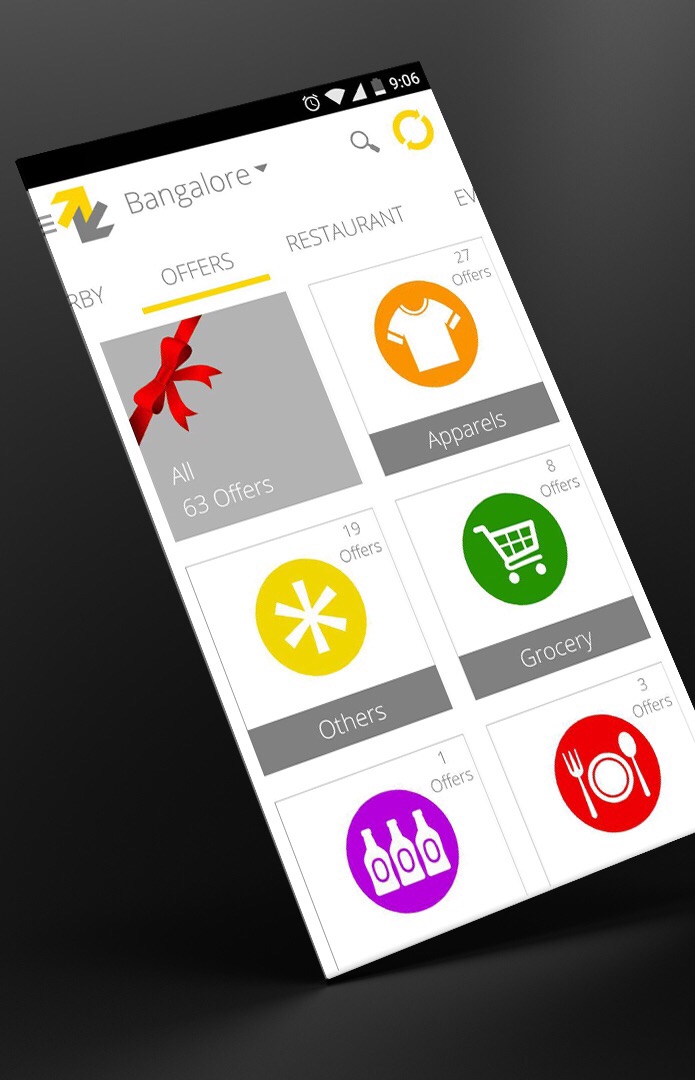 9:06
Bangalore
RBY
OFFERS
RESTAURANT
EV
All
63 Offers
27
Offers
Apparels
19
Offers
Others
8
Offers
Grocery
1
Offers
3
Offers